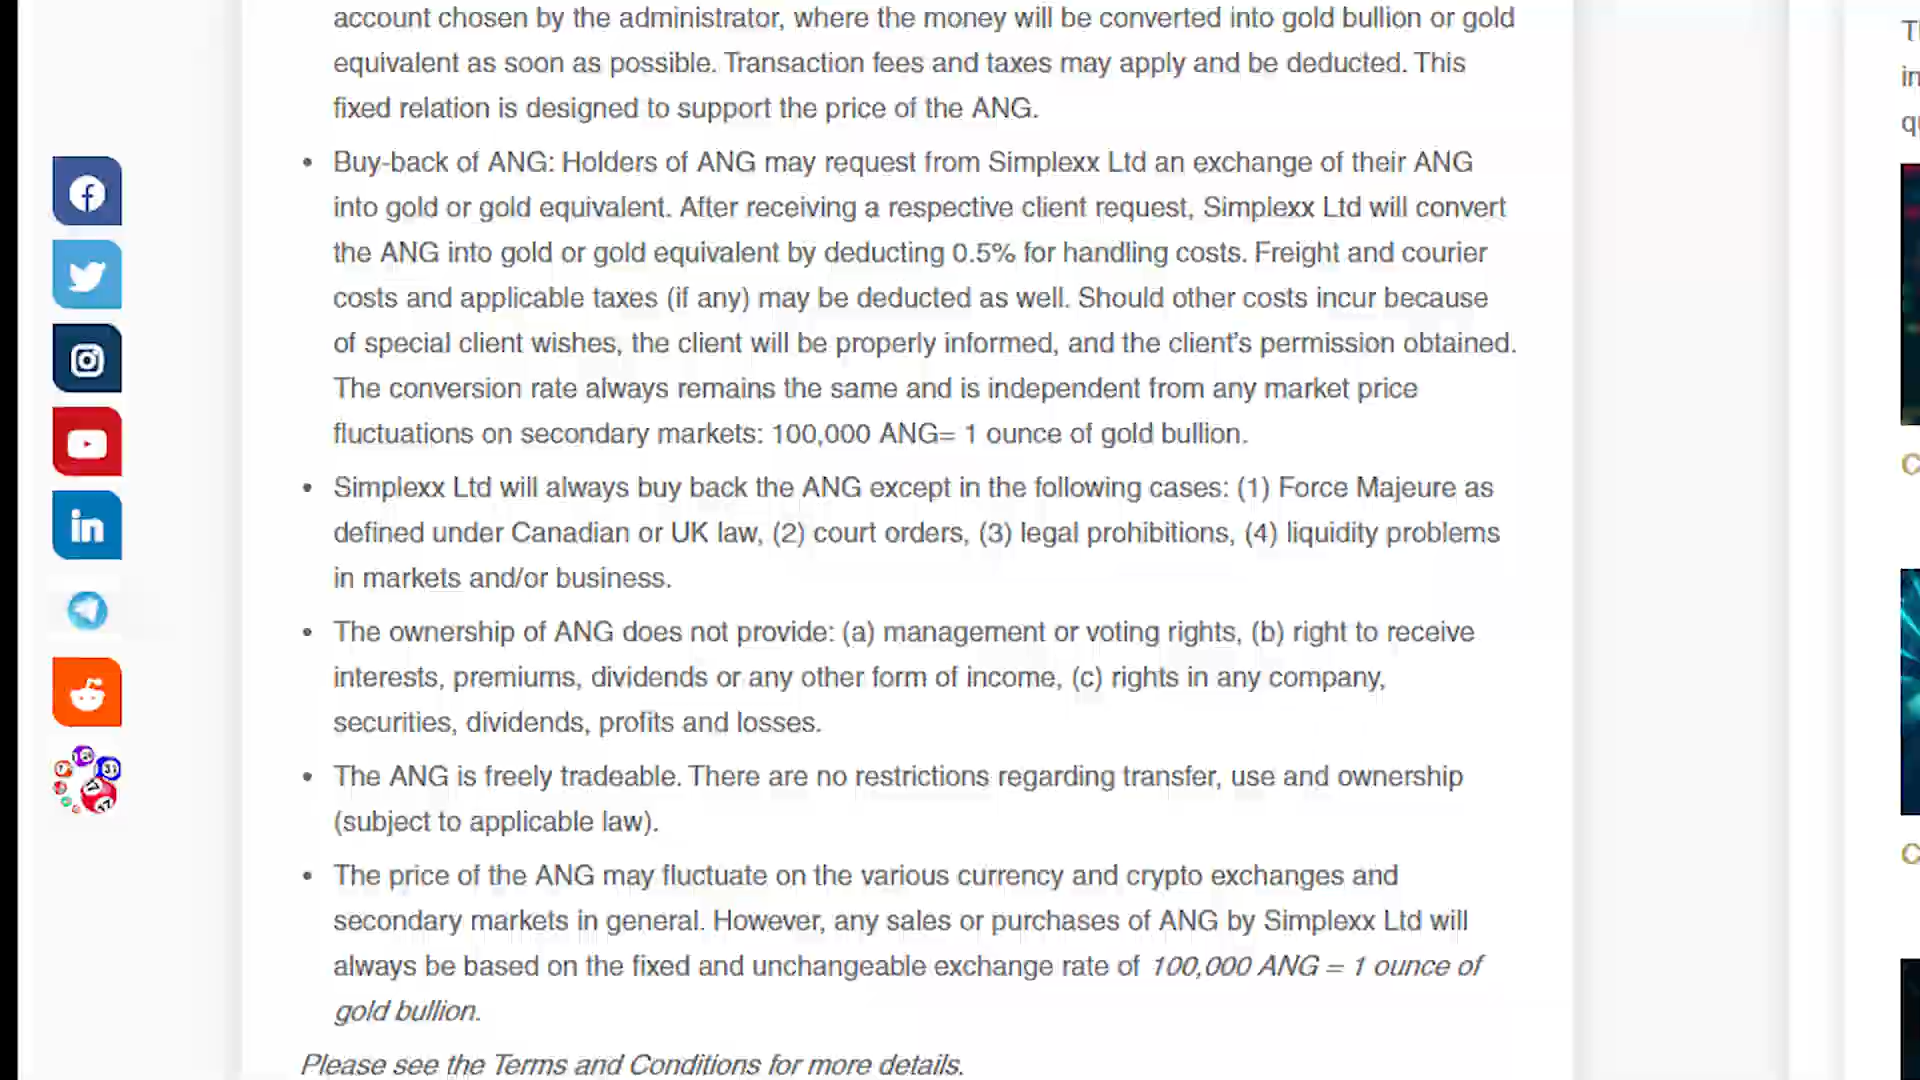 account chosen by the administrator, where the money will be converted into gold bullion or gold
equivalent as soon as possible. Transaction fees and taxes may apply and be deducted. This
fixed relation is designed to support the price of the ANG.
• Buy-back of ANG: Holders of ANG may request from Simplexx Ltd an exchange of their ANG
into gold or gold equivalent. After receiving a respective client request, Simplexx Ltd will convert
the ANG into gold or gold equivalent by deducting 0.5% for handling costs. Freight and courier
costs and applicable taxes (if any) may be deducted as well. Should other costs incur because
of special client wishes, the client will be properly informed, and the client’s permission obtained.
The conversion rate always remains the same and is independent from any market price
fluctuations on secondary markets: 100,000 ANG= 1 ounce of gold bullion.
• Simplexx Ltd will always buy back the ANG except in the following cases: (1) Force Majeure as
defined under Canadian or UK law, (2) court orders, (3) legal prohibitions, (4) liquidity problems
in markets and/or business.
• The ownership of ANG does not provide: (a) management or voting rights, (b) right to receive
interests, premiums, dividends or any other form of income, (c) rights in any company,
securities, dividends, profits and losses.
• The ANG is freely tradeable. There are no restrictions regarding transfer, use and ownership
(subject to applicable law).
• The price of the ANG may fluctuate on the various currency and crypto exchanges and
secondary markets in general. However, any sales or purchases of ANG by Simplexx Ltd will
always be based on the fixed and unchangeable exchange rate of 100,000 ANG = 1 ounce of
gold bullion.
Please see the Terms and Conditions for more details.